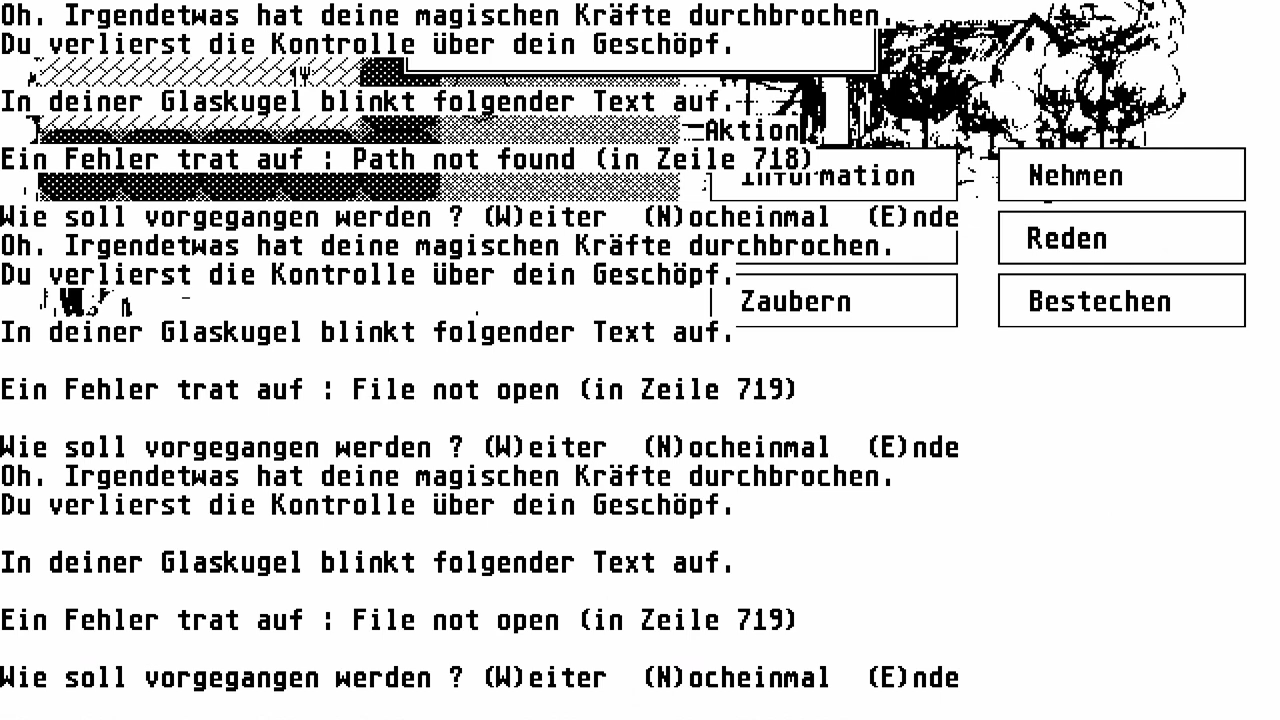 Oh. Irgendetwas hat deine magischen Kräfte durchbrochen.
Du verlierst die Kontrolle über dein Geschöpf.
In deiner Glaskugel blinkt folgender Text auf.
Aktion
Ein Fehler trat auf : Path not found (in Zeile 718)
Information
Nehmen
Wie soll vorgegangen werden ? (W)eiter (N)ocheinmal (E)nde
Reden
Oh. Irgendetwas hat deine magischen Kräfte durchbrochen.
Du verlierst die Kontrolle über dein Geschöpf.
Zaubern
Bestechen
In deiner Glaskugel blinkt folgender Text auf.
Ein Fehler trat auf : File not open (in Zeile 719)
Wie soll vorgegangen werden ? (W)eiter (N)ocheinmal (E)nde
Oh. Irgendetwas hat deine magischen Kräfte durchbrochen.
Du verlierst die Kontrolle über dein Geschöpf.
In deiner Glaskugel blinkt folgender Text auf.
Ein Fehler trat auf : File not open (in Zeile 719)
Wie soll vorgegangen werden ? (W)eiter (N)ocheinmal (E)nde